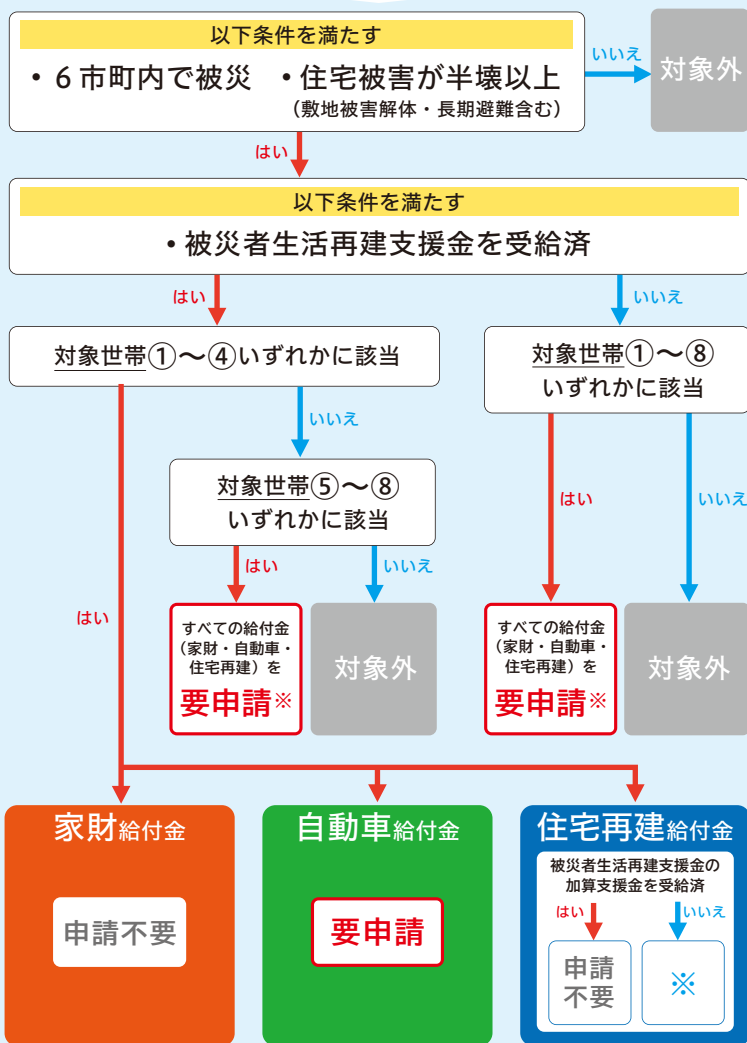 以下条件を満たす
・６市町内で被災 ・住宅被害が半壊以上
（敷地被害解体・長期避難含む）
いいえ
対象外
はい
以下条件を満たす
・被災者生活再建支援金を受給済
はい
いいえ
対象世帯①～④いずれかに該当
対象世帯①～⑧
いずれかに該当
いいえ
対象世帯⑤～⑧
いずれかに該当
はい
いいえ
はい
いいえ
はい
すべての給付金
（家財・自動車・
住宅再建）を
要申請※
対象外
すべての給付金
（家財・自動車・
住宅再建）を
要申請※
対象外
家財給付金
申請不要
自動車給付金
要申請
住宅再建給付金
被災者生活再建支援金の
加算支援金を受給済
はい
いいえ
申請
不要
※